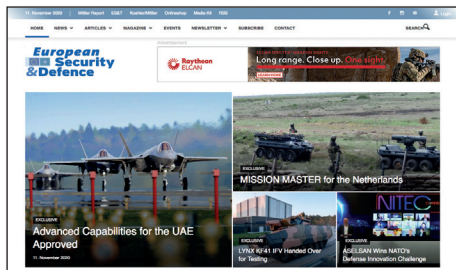 11. November 2020 Mittler Report ES&T Koehler/Mittler Onlineshop Media Kit RSS Login
HOME NEWS ARTICLES MAGAZINE EVENTS NEWSLETTER SUBSCRIBE CONTACT SEARCH
Advertisement
European
Security
&Defence
Raytheon
ELCAN
Long range. Close up. One sight.
LEARN MORE
EXCLUSIVE
Advanced Capabilities for the UAE
Approved
11. November 2020
EXCLUSIVE
MISSION MASTER for the Netherlands
EXCLUSIVE
LYNX KF41 IFV Handed Over
for Testing
NITEC
EXCLUSIVE
ASELSAN Wins NATO's
Defense Innovation Challenge